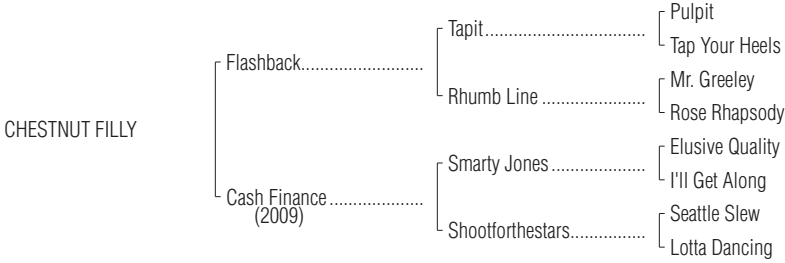 Pulpit
Tapit................................
Tap Your Heels
Flashback........................
Mr. Greeley
Rhumb Line ....................
Rose Rhapsody
CHESTNUT FILLY
Elusive Quality
Smarty Jones ..................
I'll Get Along
Cash Finance ..................
(2009)
Seattle Slew
Shootforthestars...............
Lotta Dancing